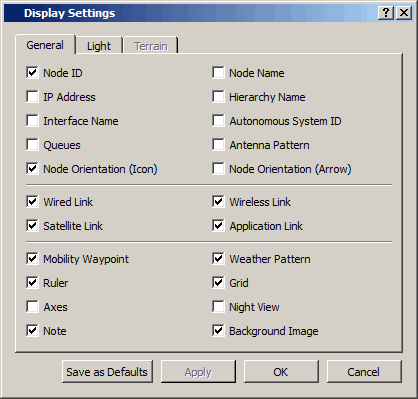 Display Settings
General Light Terrain
Node ID Node Name
IP Address Hierarchy Name
Interface Name Autonomous System ID
Queues Antenna Pattern
Node Orientation (Icon) Node Orientation (Arrow)
Wired Link Wireless Link
Satellite Link Application Link
Mobility Waypoint Weather Pattern
Ruler Grid
Axes Night View
Note Background Image
Save as Defaults Apply OK Cancel